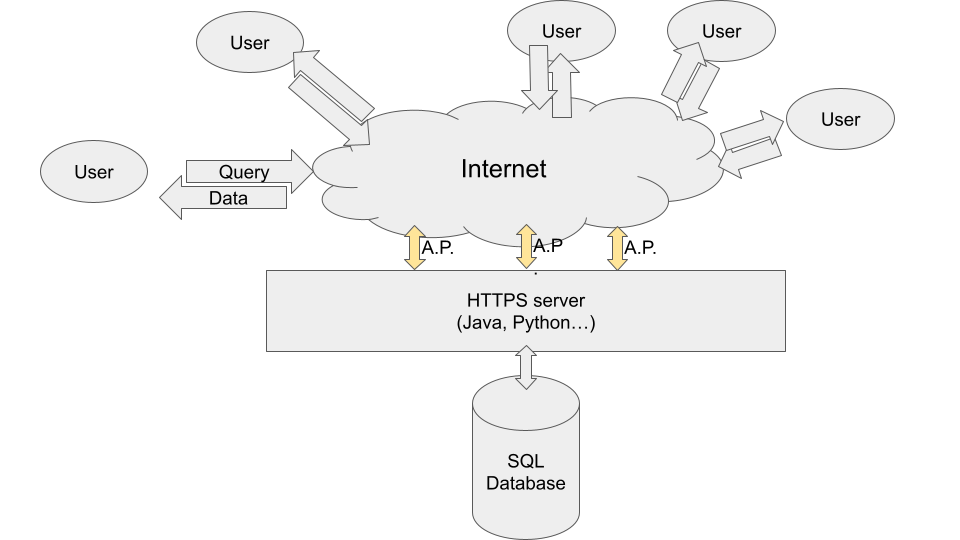 User
User
User
User
User
Query
Data
Internet
A.P.
A.P
.
A.P.
HTTPS server
(Java, Python…)
SQL
Database